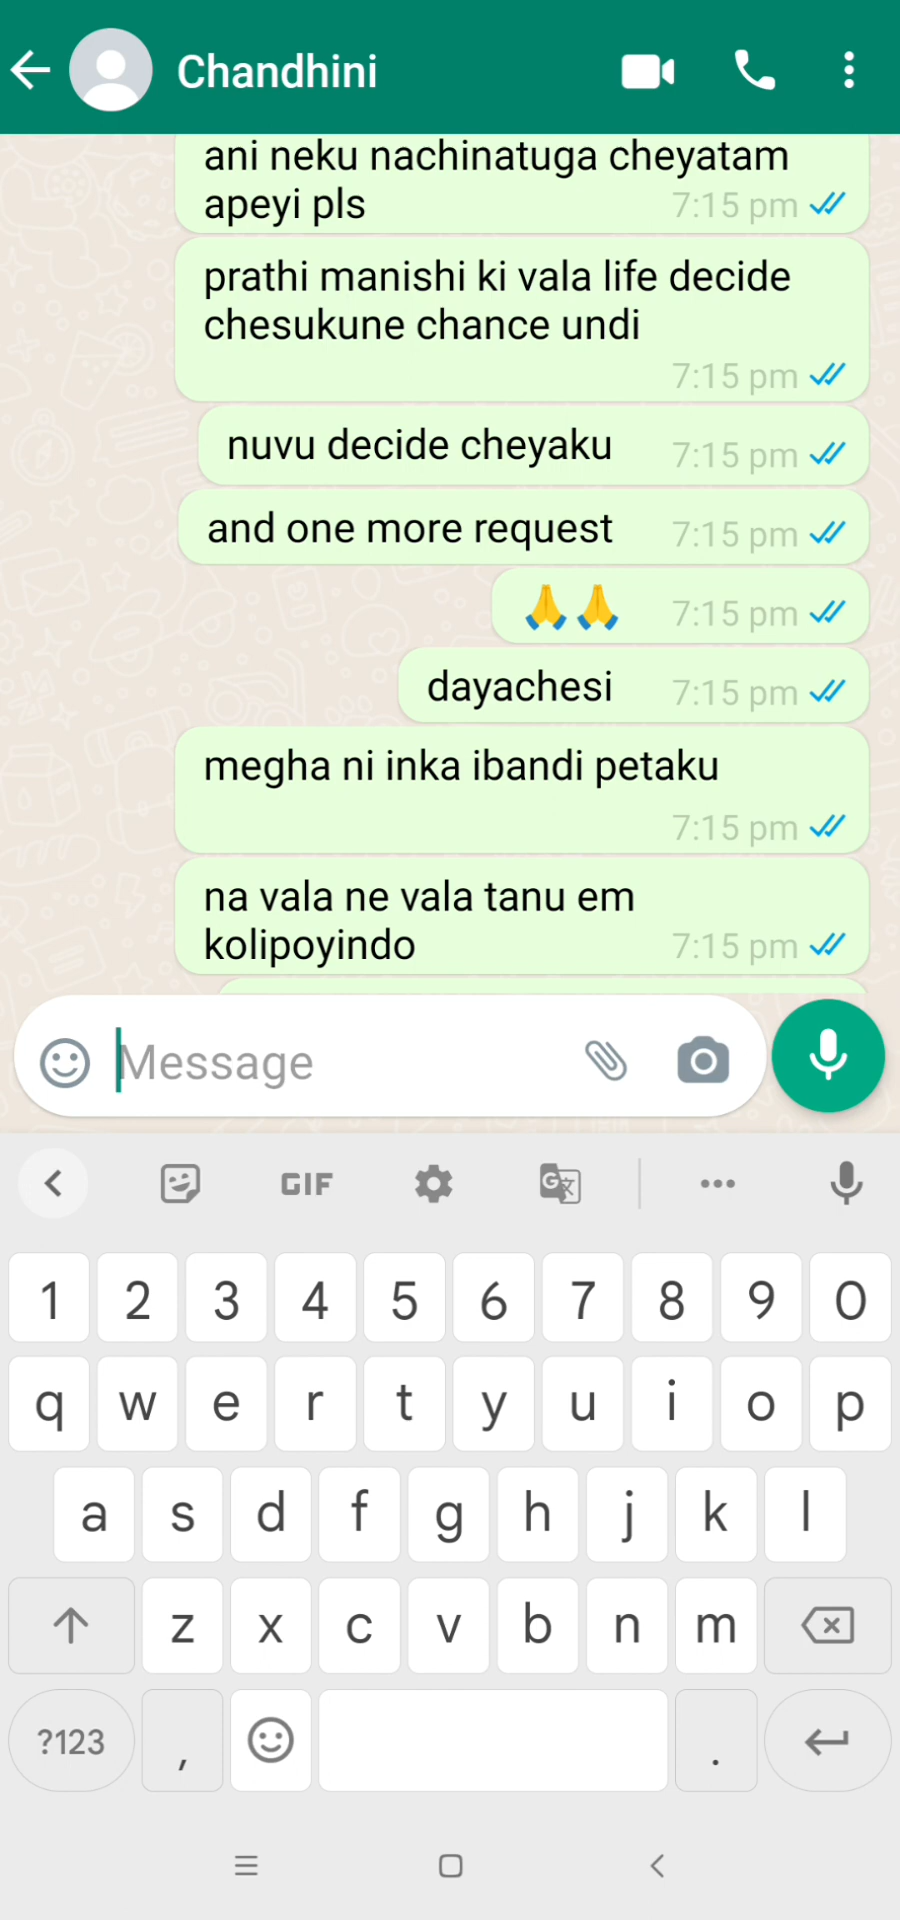 Chandhini
ani neku nachinatuga cheyatam
apeyi pls
7:15 pm
prathi manishi ki vala life decide
chesukune chance undi
7:15 pm
nuvu decide cheyaku 7:15 pm
and one more request 7:15 pm
🙏🙏 7:15 pm
dayachesi 7:15 pm
megha ni inka ibandi petaku
7:15 pm
na vala ne vala tanu em
kolipoyindo 7:15 pm
Message
GIF
1 2 3 4 5 6 7 8 9 0
q w e r t y u i o p
a s d f g h j k l
z x c v b n m
?123 , .